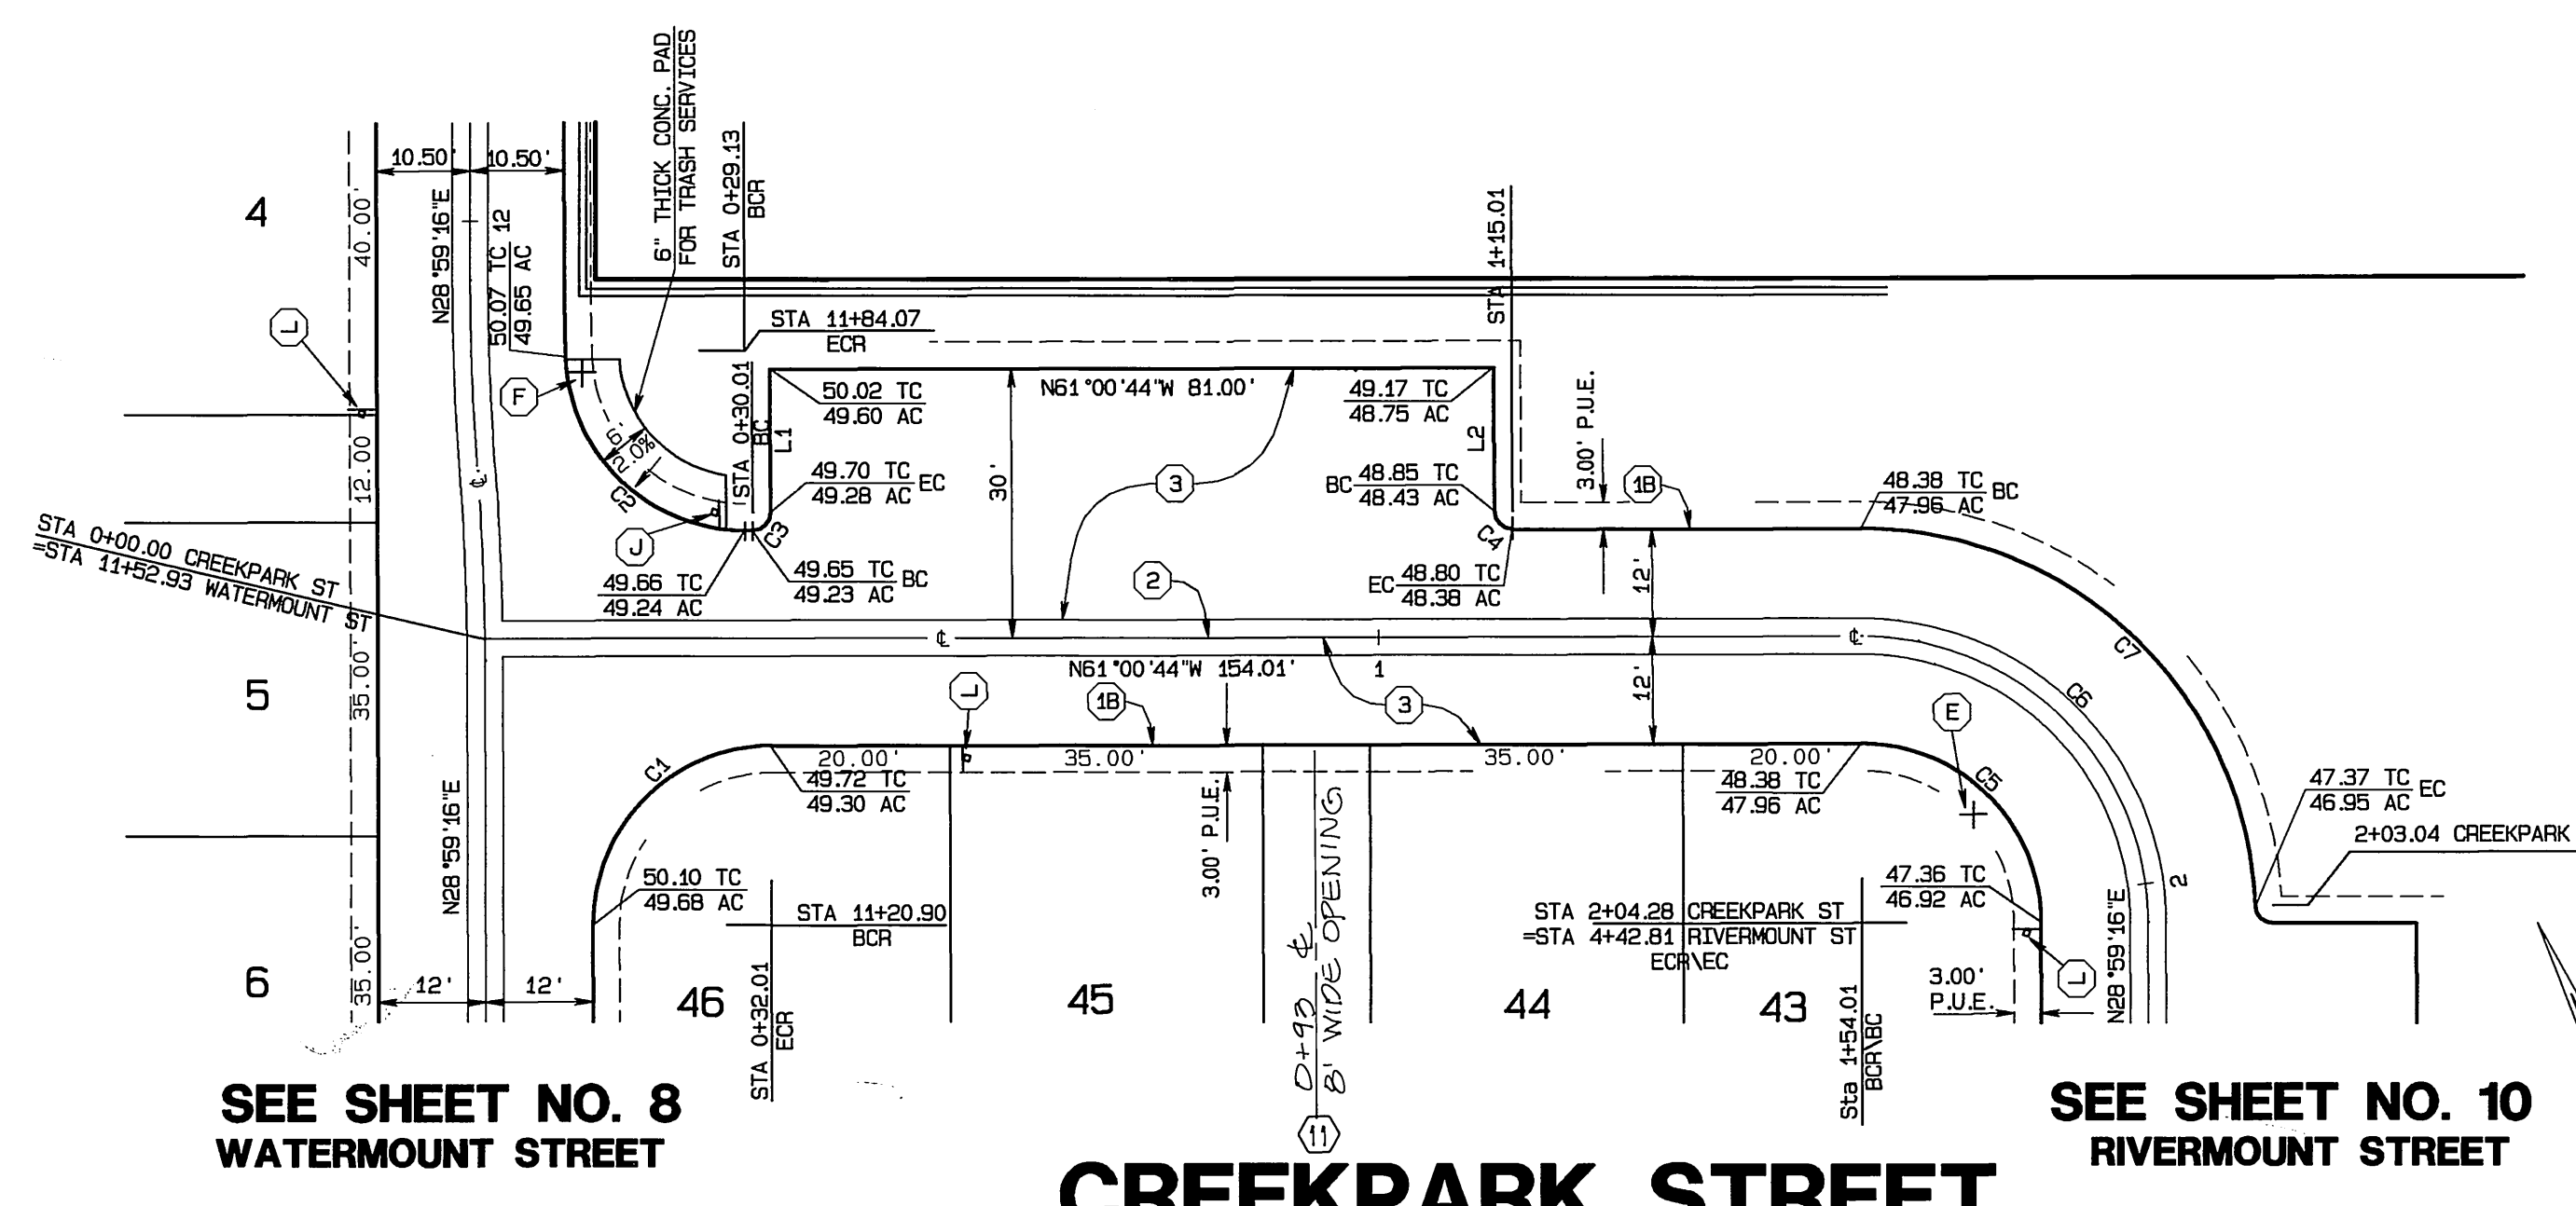 6" THICK CONC. PAD
FOR TRASH SERVICES
STA 0+29.13
BCR
10.50'
10.50'
4
40.00'
N28°59'16"E
12
50.07 TC
49.65 AC
STA 1+15.01
L
STA 11+84.07
ECR
F
STA 0+30.01
BC
L1
50.02 TC
49.60 AC
N61°00'44"W 81.00'
49.17 TC
48.75 AC
3.00' P.U.E.
12.00
6'
2.0%
C2
49.70 TC
49.28 AC
EC
30'
3
BC
48.85 TC
48.43 AC
L2
1B
48.38 TC
47.96 AC
BC
STA 0+00.00 CREEKPARK ST
=STA 11+52.93 WATERMOUNT ST
J
C3
49.66 TC
49.24 AC
49.65 TC
49.23 AC
BC
2
EC
48.80 TC
48.38 AC
C4
12'
℄
℄
℄
C7
5
35.00'
N61°00'44"W 154.01'
1
12'
C6
L
1B
3
E
C1
20.00'
35.00'
35.00'
20.00'
C5
49.72 TC
49.30 AC
3.00' P.U.E.
48.38 TC
47.96 AC
47.37 TC
46.95 AC
EC
2+03.04 CREEKPARK
N28°59'16"E
50.10 TC
49.68 AC
47.36 TC
46.92 AC
2
STA 11+20.90
BCR
STA 2+04.28 CREEKPARK ST
=STA 4+42.81 RIVERMOUNT ST
ECR\EC
6
35.00'
12'
12'
46
STA 0+32.01
ECR
45
0+93 ℄
8' WIDE OPENING
11
44
43
Sta 1+54.01
BCR\BC
3.00'
P.U.E.
L
N28°59'16"E
SEE SHEET NO. 8
WATERMOUNT STREET
SEE SHEET NO. 10
RIVERMOUNT STREET
CREEKPARK STREET